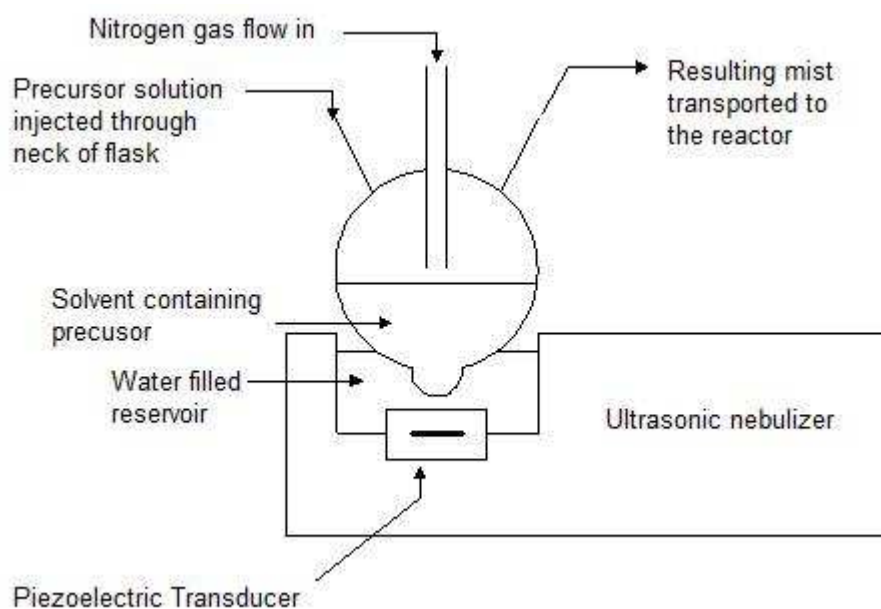 Nitrogen gas flow in
Precursor solution
injected through
neck of flask
Resulting mist
transported to
the reactor
Solvent containing
precusor
Water filled
reservoir
Ultrasonic nebulizer
Piezoelectric Transducer